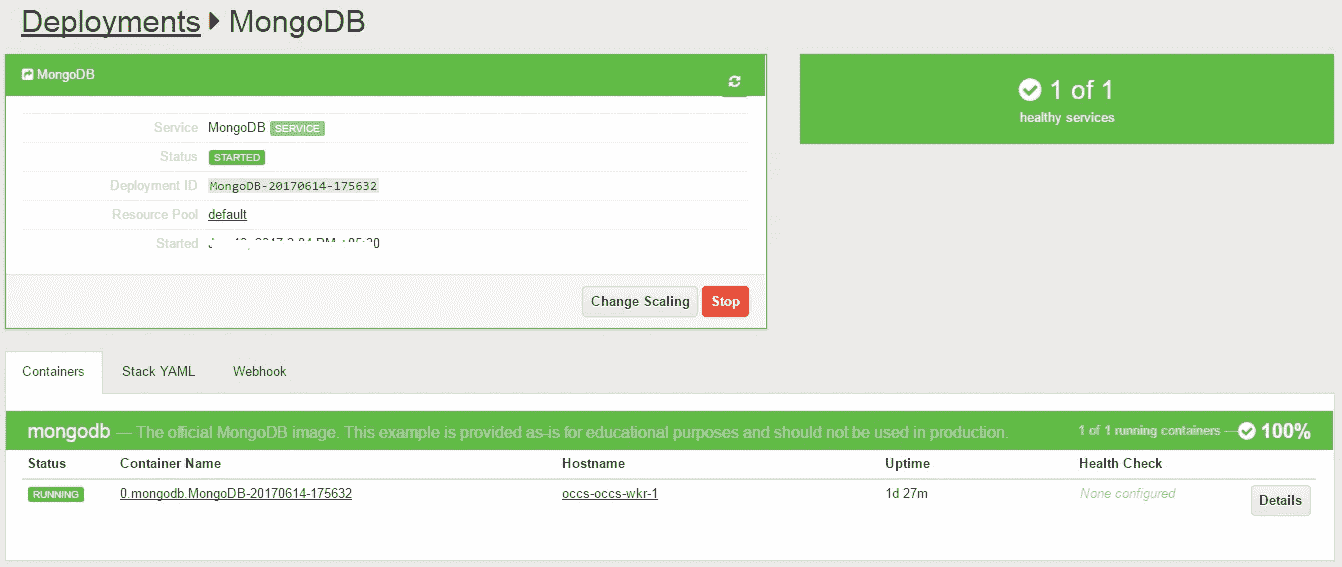 Deployments MongoDB
MongoDB
1 of 1
healthy services
Service MongoDB SERVICE
Status STARTED
Deployment ID MongoDB-20170614-175632
Resource Pool default
Started
Change Scaling Stop
Containers Stack YAML Webhook
mongodb — The official MongoDB image. This example is provided as-is for educational purposes and should not be used in production. 1 of 1 running containers — 100%
Status Container Name Hostname Uptime Health Check
RUNNING 0.mongodb.MongoDB-20170614-175632 occs-occs-wkr-1 1d 27m None configured Details